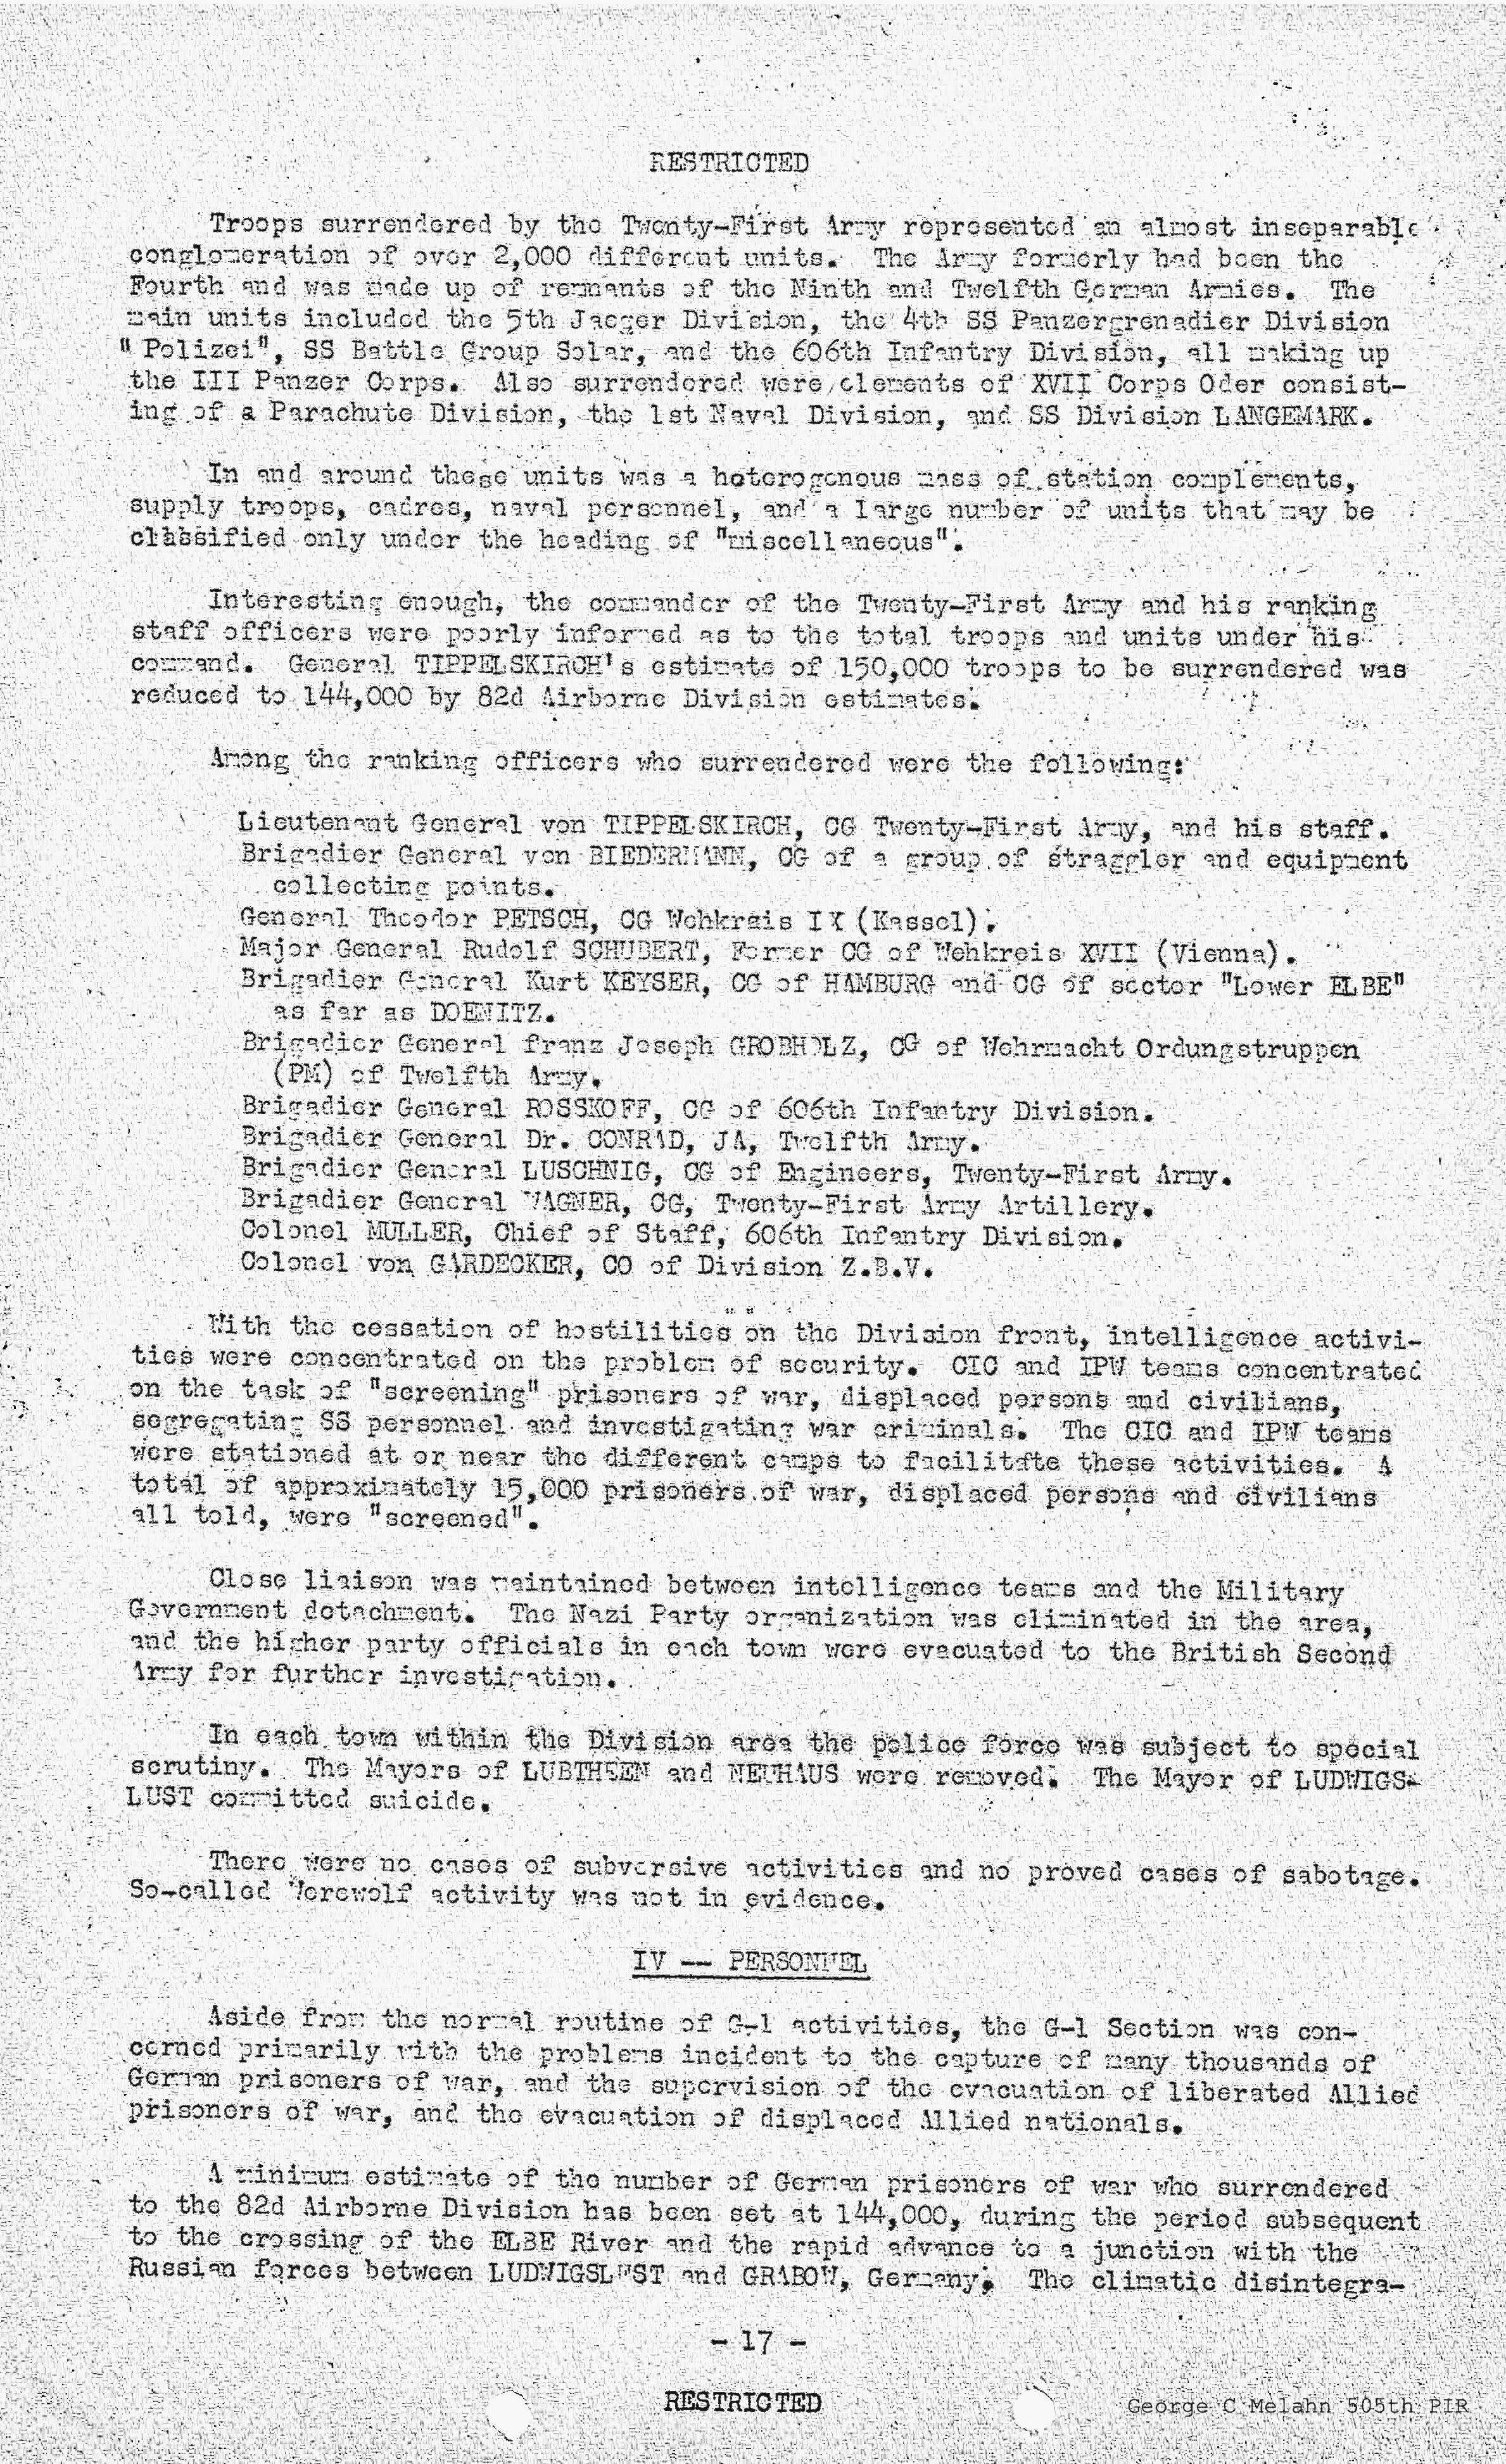 RESTRICTED
Troops surrendered by the Twenty-First Army represented an almost inseparable
conglomeration of over 2,000 different units. The Army formerly had been the
Fourth and was made up of remnants of the Ninth and Twelfth German Armies. The
main units included the 5th Jaeger Division, the 4th SS Panzergrenadier Division
"Polizei", SS Battle Group Solar, and the 606th Infantry Division, all making up
the III Panzer Corps. Also surrendered were elements of XVII Corps Oder consist-
ing of a Parachute Division, the 1st Naval Division, and SS Division LANGEMARK.
In and around these units was a heterogenous mass of station complements,
supply troops, cadres, naval personnel, and a large number of units that may be
classified only under the heading of "miscellaneous".
Interesting enough, the commander of the Twenty-First Army and his ranking
staff officers were poorly informed as to the total troops and units under his
command. General TIPPELSKIRCH's estimate of 150,000 troops to be surrendered was
reduced to 144,000 by 82d Airborne Division estimates.
Among the ranking officers who surrendered were the following:
Lieutenant General von TIPPELSKIRCH, CG Twenty-First Army, and his staff.
Brigadier General von BIEDERMANN, CG of a group of straggler and equipment
collecting points.
General Theodor PETSCH, CG Wehkrais IX (Kassel).
Major General Rudolf SCHUBERT, Former CG of Wehkreis XVII (Vienna).
Brigadier General Kurt KEYSER, CG of HAMBURG and CG of sector "Lower ELBE"
as far as DOENITZ.
Brigadier General franz Joseph GROBHOLZ, CG of Wehrmacht Ordungstruppen
(PM) of Twelfth Army.
Brigadier General ROSSKOFF, CG of 606th Infantry Division.
Brigadier General Dr. CONRAD, JA, Twelfth Army.
Brigadier General LUSCHNIG, CG of Engineers, Twenty-First Army.
Brigadier General WAGNER, CG, Twenty-First Army Artillery.
Colonel MULLER, Chief of Staff, 606th Infantry Division.
Colonel von GARDECKER, CO of Division Z.B.V.
With the cessation of hostilities on the Division front, intelligence activi-
ties were concentrated on the problem of security. CIC and IPW teams concentrated
on the task of "screening" prisoners of war, displaced persons and civilians,
segregating SS personnel and investigating war criminals. The CIC and IPW teams
were stationed at or near the different camps to facilitate these activities. A
total of approximately 15,000 prisoners of war, displaced persons and civilians
all told, were "screened".
Close liaison was maintained between intelligence teams and the Military
Government detachment. The Nazi Party organization was eliminated in the area,
and the higher party officials in each town were evacuated to the British Second
Army for further investigation.
In each town within the Division area the police force was subject to special
scrutiny. The Mayors of LUBTHEEN and NEUHAUS were removed. The Mayor of LUDWIGS-
LUST committed suicide.
There were no cases of subversive activities and no proved cases of sabotage.
So-called Werewolf activity was not in evidence.
IV -- PERSONNEL
Aside from the normal routine of G-1 activities, the G-1 Section was con-
cerned primarily with the problems incident to the capture of many thousands of
German prisoners of war, and the supervision of the evacuation of liberated Allied
prisoners of war, and the evacuation of displaced Allied nationals.
A minimum estimate of the number of German prisoners of war who surrendered
to the 82d Airborne Division has been set at 144,000, during the period subsequent
to the crossing of the ELBE River and the rapid advance to a junction with the
Russian forces between LUDWIGSLUST and GRABOW, Germany. The climatic disintegra-
- 17 -
RESTRICTED
George C Melahn 505th PIR